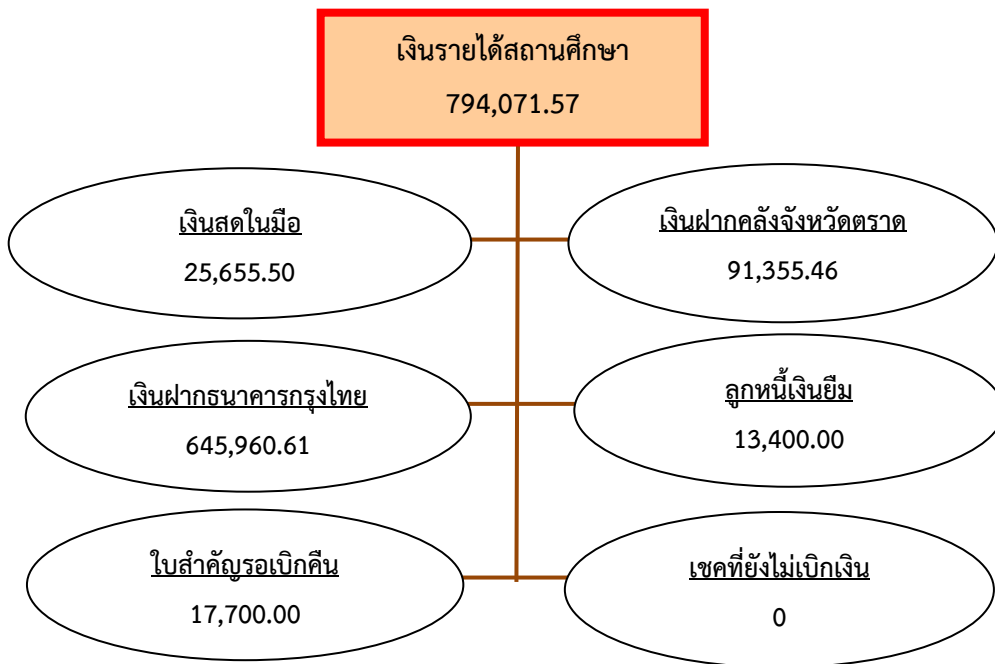 เงินรายได้สถานศึกษา
794,071.57
เงินสดในมือ
25,655.50
เงินฝากคลังจังหวัดตราด
91,355.46
เงินฝากธนาคารกรุงไทย
645,960.61
ลูกหนี้เงินยืม
13,400.00
ใบสำคัญรอเบิกคืน
17,700.00
เชคที่ยังไม่เบิกเงิน
0